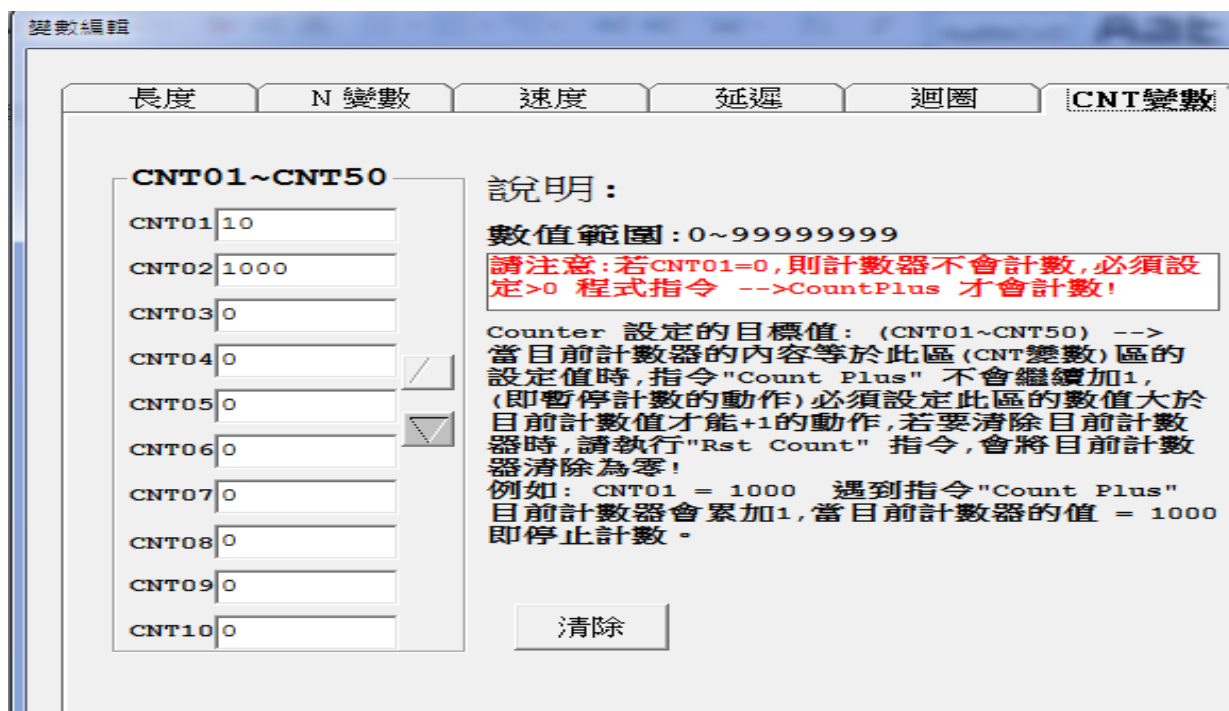 變數編輯
長度
N 變數
速度
延遲
迴圈
CNT變數
CNT01~CNT50
CNT01 10
CNT02 1000
CNT03 0
CNT04 0
CNT05 0
CNT06 0
CNT07 0
CNT08 0
CNT09 0
CNT10 0
說明:
數值範圍:0~99999999
請注意:若CNT01=0,則計數器不會計數,必須設
定>0 程式指令 -->CountPlus 才會計數!
Counter 設定的目標值: (CNT01~CNT50) -->
當目前計數器的內容等於此區(CNT變數)區的
設定值時,指令"Count Plus" 不會繼續加1,
(即暫停計數的動作)必須設定此區的數值大於
目前計數值才能+1的動作,若要清除目前計數
器時,請執行"Rst Count" 指令,會將目前計數
器清除為零!
例如: CNT01 = 1000 遇到指令"Count Plus"
目前計數器會累加1,當目前計數器的值 = 1000
即停止計數。
清除